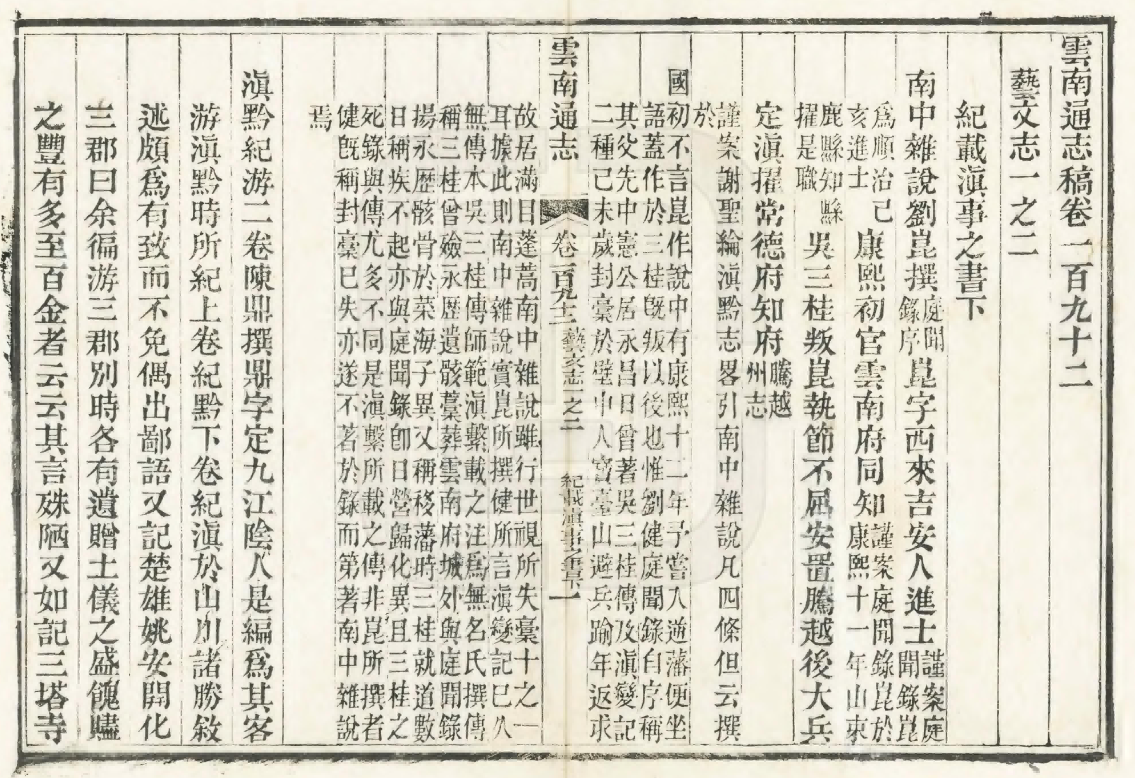 雲南通志稿卷一百九十二
藝文志一之二
紀載滇事之書下
南中雜說劉崑撰庭聞錄序崑字西來吉安人進士謹案庭聞錄崑
為順治己亥進士康熙初官雲南府同知謹案庭聞錄崑於康熙十一年山東
鹿縣知縣擢是職吳三桂叛崑執節不屈安置騰越後大兵
定滇擢常德府知府騰越州志
謹案謝聖綸滇黔志畧引南中雜說凡四條但云撰
於
國初不言崑作說中有康熙十二年予嘗入逆藩便坐
語蓋作於三桂旣叛以後也惟劉健庭聞錄自序稱
其父先中憲公居永昌日曾著吳三桂傳及滇變記
二種己未歲封藁於壁中入寶臺山避兵踰年返求
雲南通志 卷一百九十二 藝文志一之二 紀載滇事之書下 一
故居滿目蓬蒿南中雜說雖行世視所失藁十之一
耳據此則南中雜說實崑所撰健所言滇變記已久
無傳本吳三桂傳師範滇繫載之注爲無名氏撰傳
稱三桂曾殮永歷遺骸藁葬雲南府城外與庭聞錄
揚永歷骸骨於菜海子異又稱移藩時三桂就道數
日稱疾不起亦與庭聞錄卽日營歸化異且三桂之
死錄與傳尤多不同是滇繫所載之傳非崑所撰者
健旣稱封藁已失亦遂不著於錄而第著南中雜說
焉
滇黔紀游二卷陳鼎撰鼎字定九江陰人是編爲其客
游滇黔時所紀上卷紀黔下卷紀滇於山川諸勝敘
述頗爲有致而不免偶出鄙語又記楚雄姚安開化
三郡曰余徧游三郡別時各有遺贈土儀之盛餽贐
之豐有多至百金者云云其言殊陋又如記三塔寺